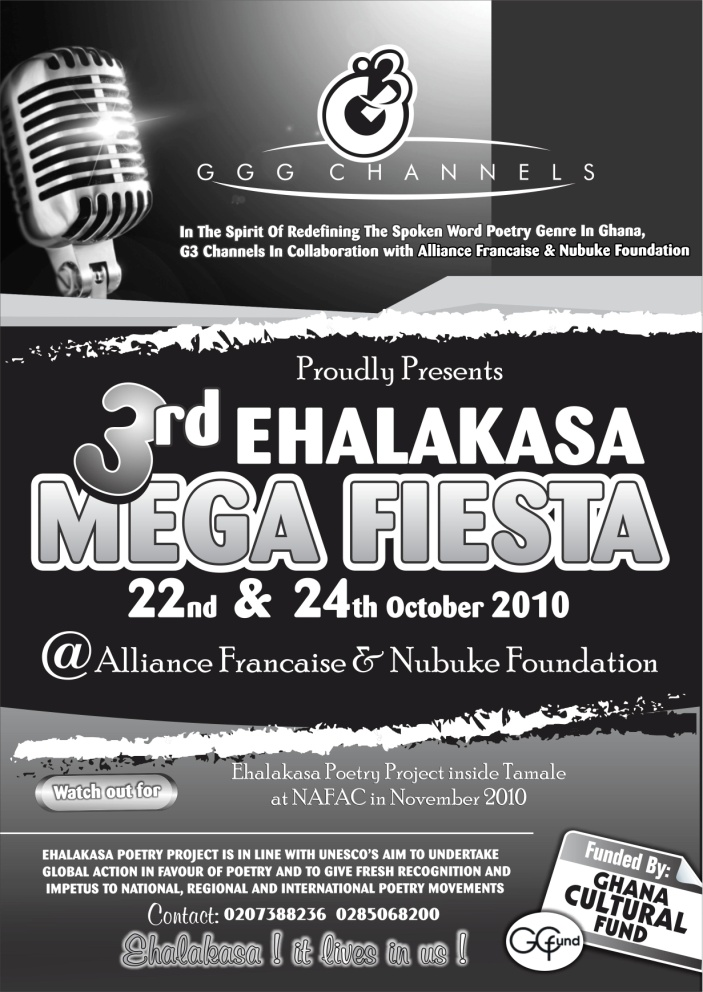 GGG CHANNELS
In The Spirit Of Redefining The Spoken Word Poetry Genre In Ghana,
G3 Channels In Collaboration with Alliance Francaise & Nubuke Foundation
Proudly Presents
3rd EHALAKASA
MEGA FIESTA
22nd & 24th October 2010
@Alliance Francaise & Nubuke Foundation
Watch out for
Ehalakasa Poetry Project inside Tamale
at NAFAC in November 2010
EHALAKASA POETRY PROJECT IS IN LINE WITH UNESCO'S AIM TO UNDERTAKE
GLOBAL ACTION IN FAVOUR OF POETRY AND TO GIVE FRESH RECOGNITION AND
IMPETUS TO NATIONAL, REGIONAL AND INTERNATIONAL POETRY MOVEMENTS
Contact: 0207388236 0285068200
Ehalakasa ! it lives in us !
Funded By:
GHANA
CULTURAL
FUND
GCfund